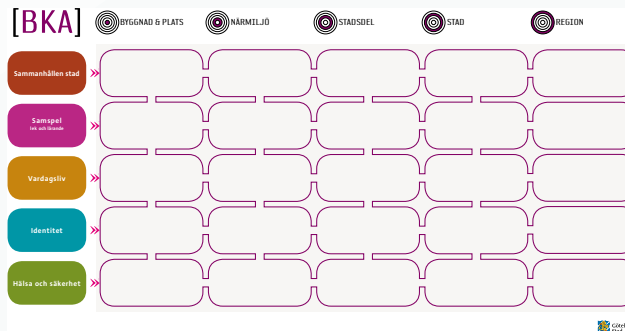 [BKA]
BYGGNAD & PLATS
NÄRMILJÖ
STADSDEL
STAD
REGION
Sammanhållen stad
Samspel
lek och lärande
Vardagsliv
Identitet
Hälsa och säkerhet